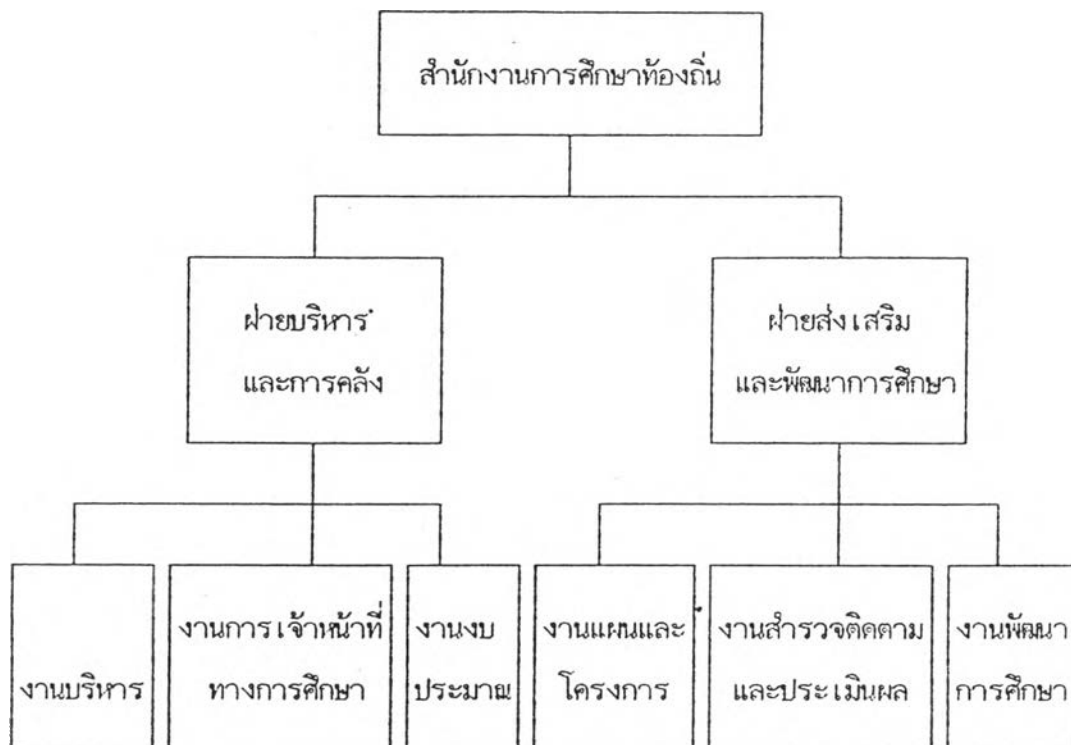 สำนักงานการศึกษาท้องถิ่น
ฝ่ายบริหาร
และการคลัง
ฝ่ายส่งเสริม
และพัฒนาการศึกษา
งานบริหาร
งานการเจ้าหน้าที่
ทางการศึกษา
งานงบ
ประมาณ
งานแผนและ
โครงการ
งานสำรวจติดตาม
และประเมินผล
งานพัฒนา
การศึกษา